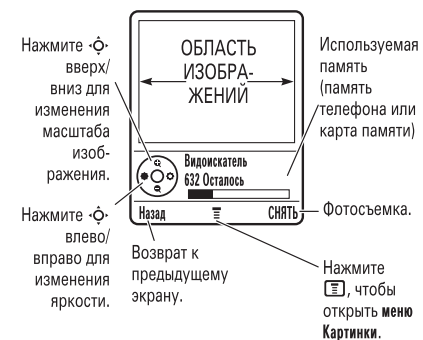 Нажмите
вверх/
вниз для
изменения
масштаба
изоб-
ражения.
Нажмите
влево/
вправо для
изменения
яркости.
ОБЛАСТЬ
ИЗОБРА-
ЖЕНИЙ
Видоискатель
632 Осталось
Назад
СНЯТЬ
Возврат к
предыдущему
экрану.
Используемая
память
(память
телефона или
карта памяти)
Фотосъемка.
Нажмите
, чтобы
открыть меню
Картинки.